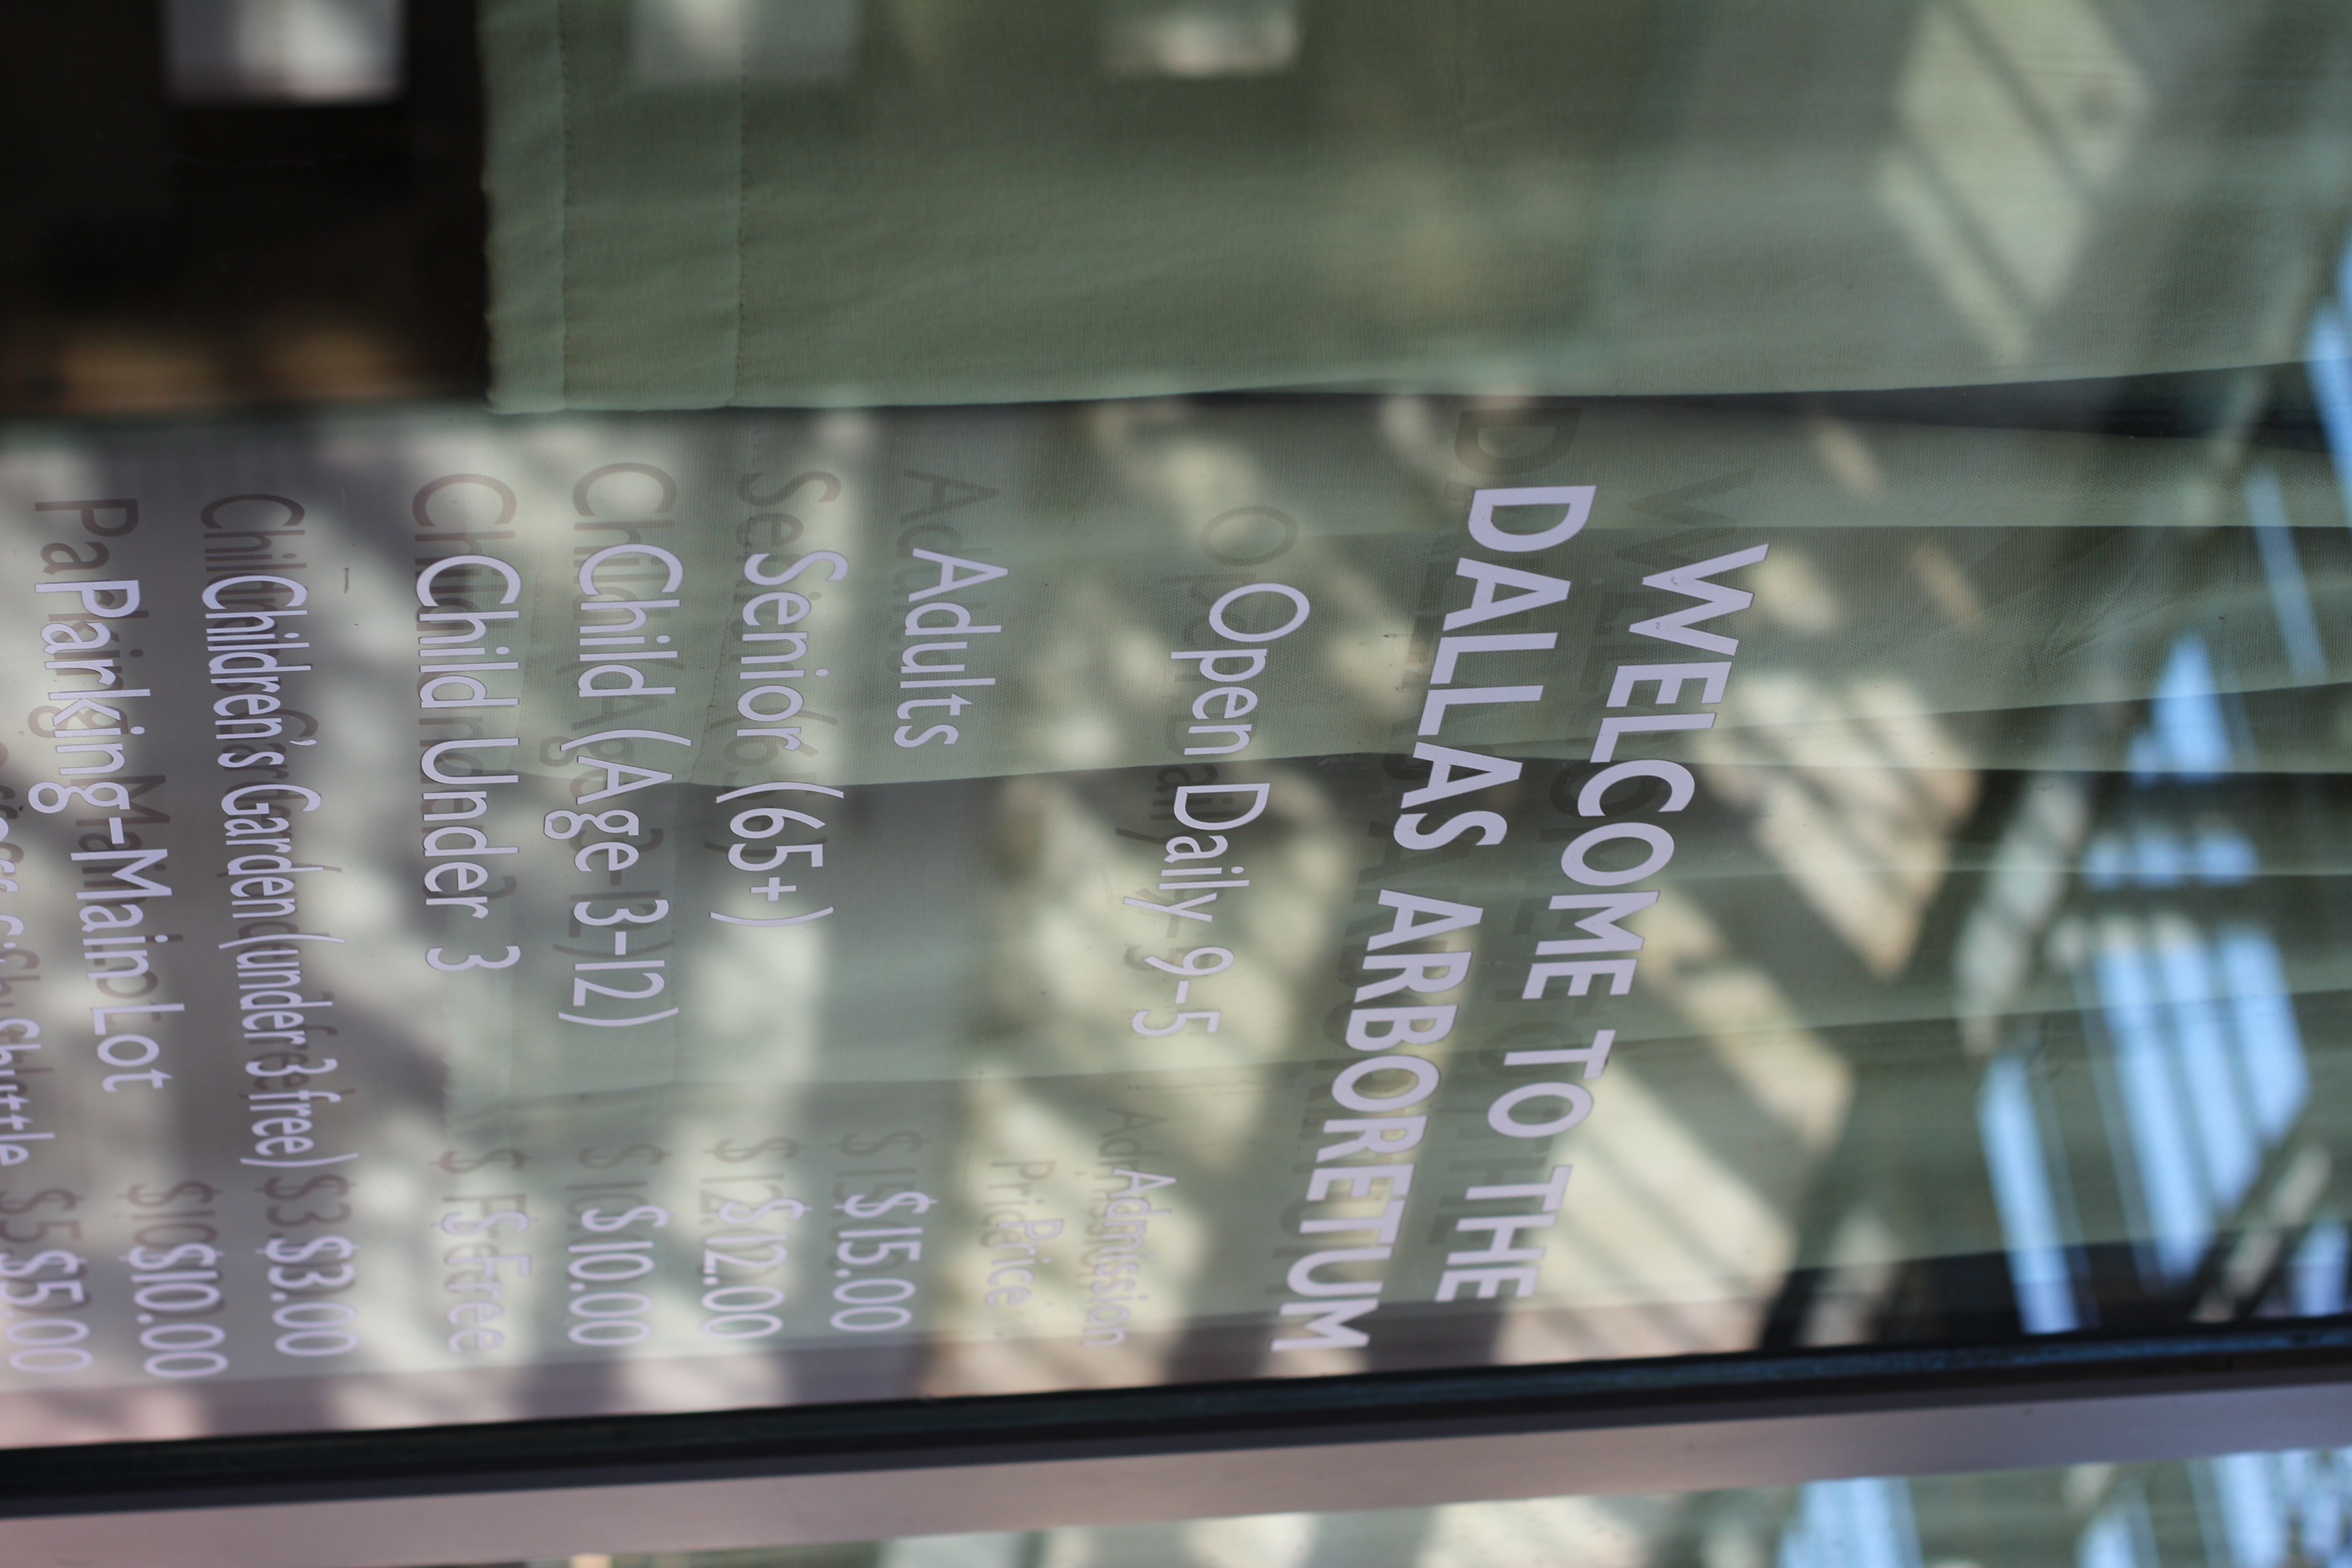 WELCOME TO THE
DALLAS ARBORETUM
Open Daily 9-5
Admission
Price
Adults $15.00
Senior (65+) $12.00
Child (Age 3-12) $10.00
Child Under 3 $Free
Children's Garden (under 3 free) $3.00
Parking-Main Lot $10.00
Shuttle $5.00